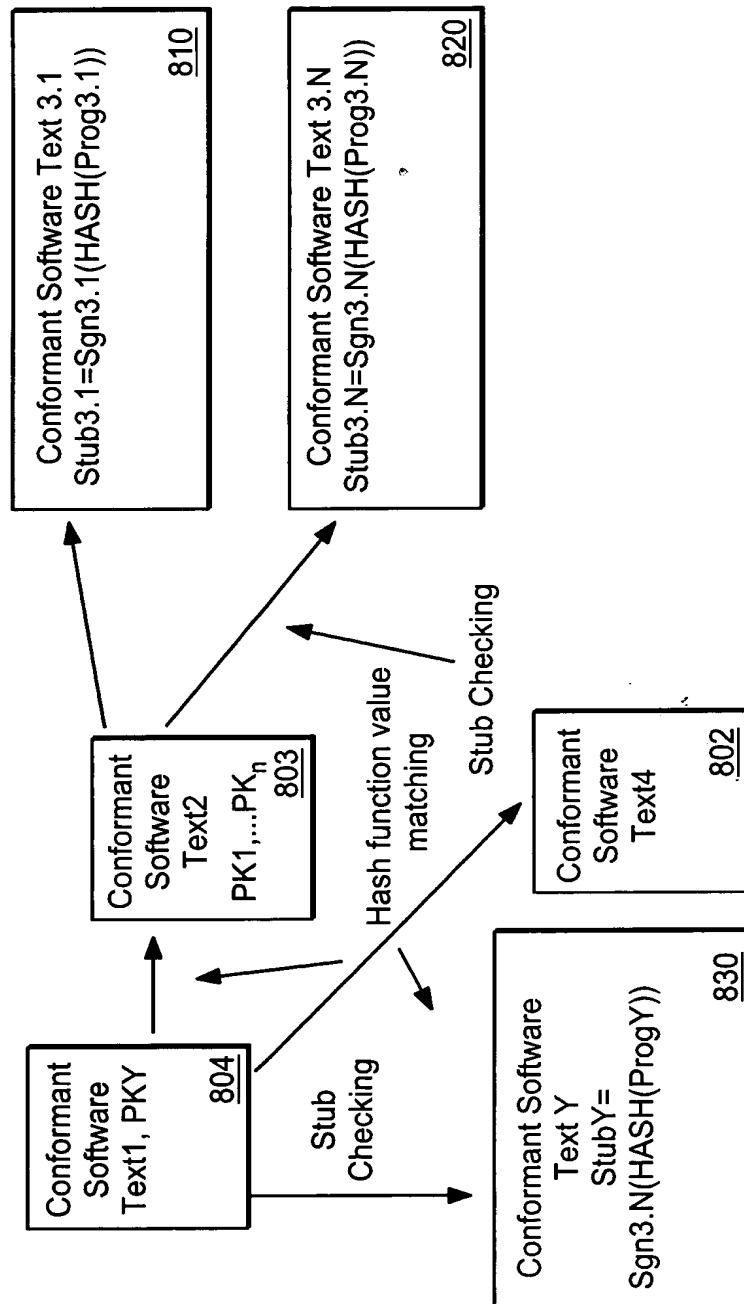 Conformant
Software
Text1, PKY
804
Conformant
Software
Text2
PK1,...PKn
803
Conformant Software Text 3.1
Stub3.1=Sgn3.1(HASH(Prog3.1))
810
Conformant Software Text 3.N
Stub3.N=Sgn3.N(HASH(Prog3.N))
820
Stub
Checking
Hash function value
matching
Stub Checking
Conformant Software
Text Y
StubY=
Sgn3.N(HASH(ProgY))
830
Conformant
Software
Text4
802